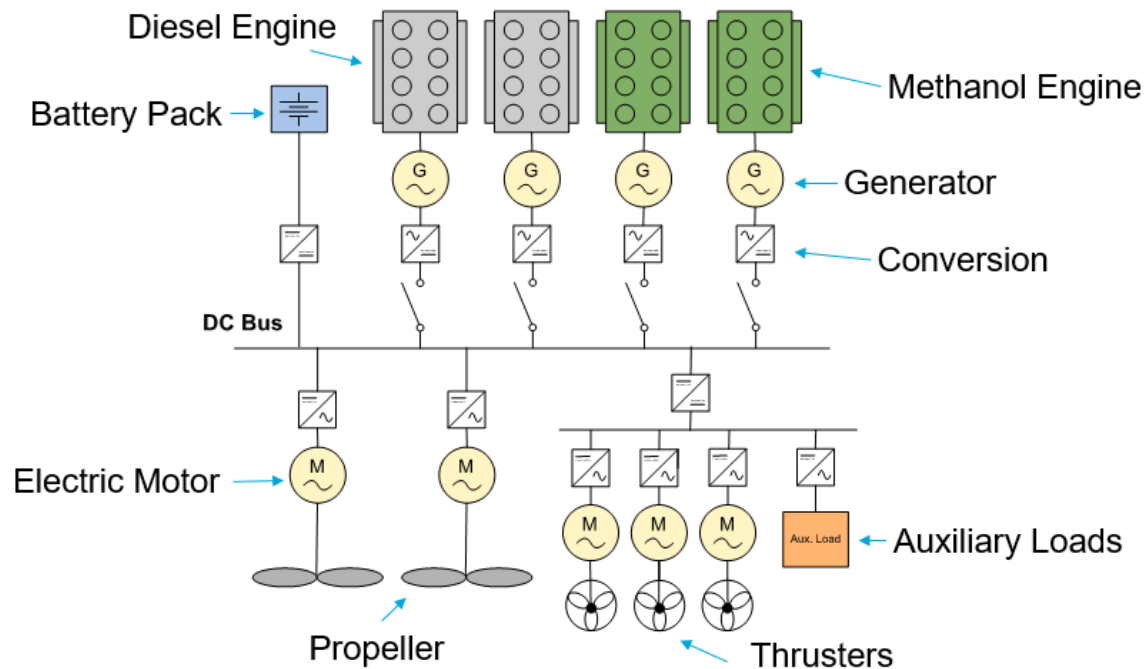 Diesel Engine
Battery Pack
Methanol Engine
G
G
G
G
Generator
Conversion
DC Bus
M
M
Electric Motor
M
M
M
Aux. Load
Auxiliary Loads
Propeller
Thrusters